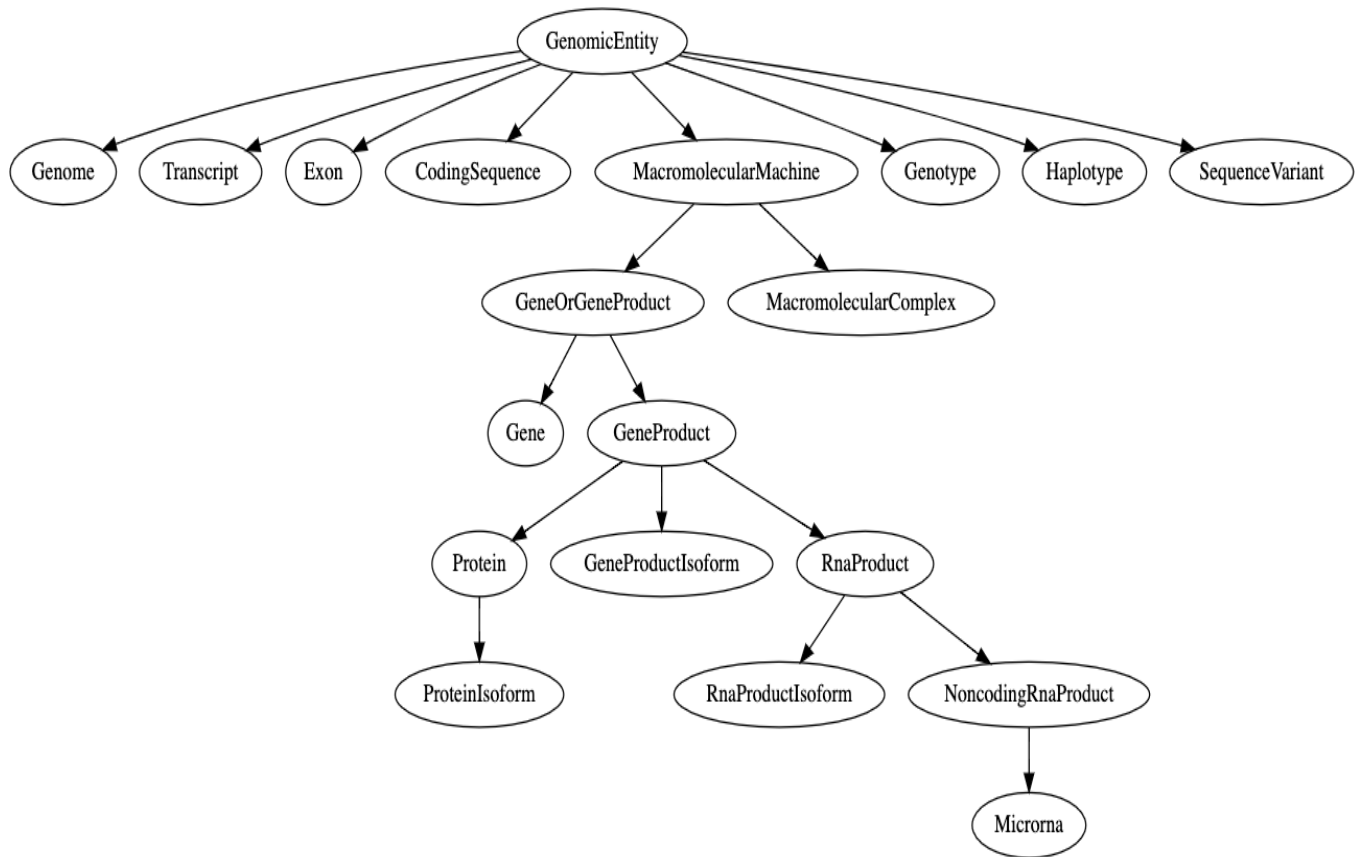 GenomicEntity
Genome
Transcript
Exon
CodingSequence
MacromolecularMachine
Genotype
Haplotype
SequenceVariant
GeneOrGeneProduct
MacromolecularComplex
Gene
GeneProduct
Protein
GeneProductIsoform
RnaProduct
ProteinIsoform
RnaProductIsoform
NoncodingRnaProduct
Microrna